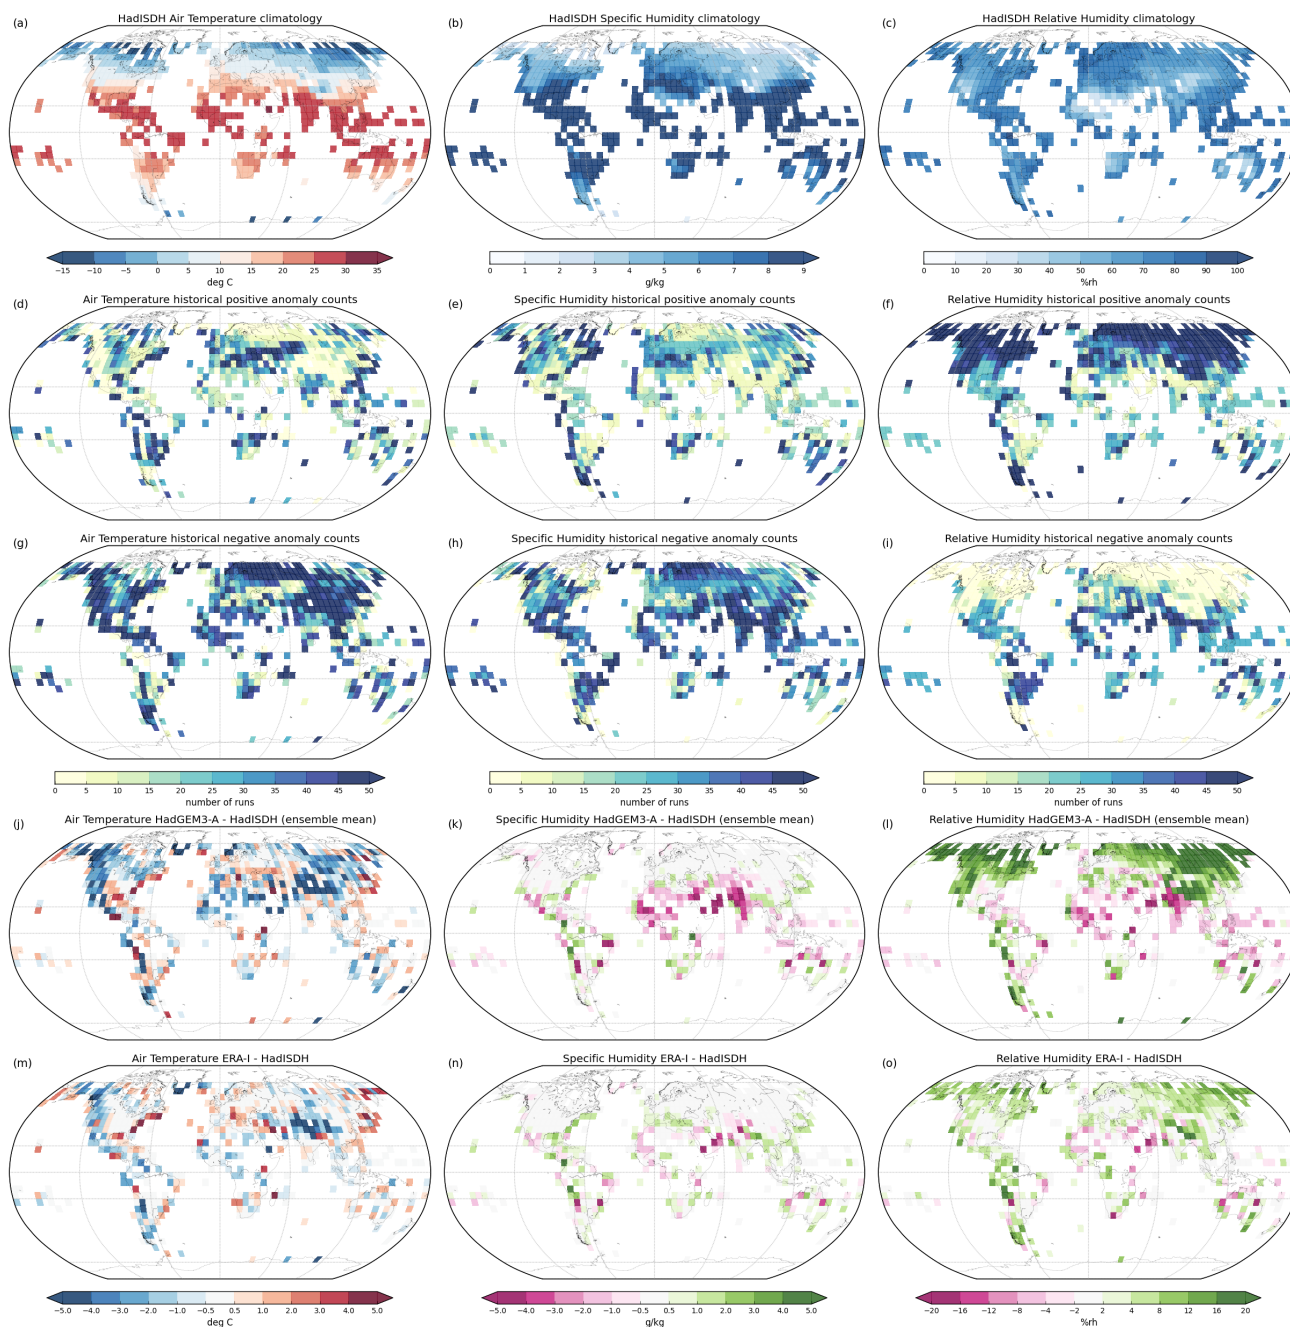 (a) HadISDH Air Temperature climatology
(b) HadISDH Specific Humidity climatology
(c) HadISDH Relative Humidity climatology
−15 −10 −5 0 5 10 15 20 25 30 35
deg C
0 1 2 3 4 5 6 7 8 9
g/kg
0 10 20 30 40 50 60 70 80 90 100
%rh
(d) Air Temperature historical positive anomaly counts
(e) Specific Humidity historical positive anomaly counts
(f) Relative Humidity historical positive anomaly counts
(g) Air Temperature historical negative anomaly counts
(h) Specific Humidity historical negative anomaly counts
(i) Relative Humidity historical negative anomaly counts
0 5 10 15 20 25 30 35 40 45 50
number of runs
0 5 10 15 20 25 30 35 40 45 50
number of runs
0 5 10 15 20 25 30 35 40 45 50
number of runs
(j) Air Temperature HadGEM3-A - HadISDH (ensemble mean)
(k) Specific Humidity HadGEM3-A - HadISDH (ensemble mean)
(l) Relative Humidity HadGEM3-A - HadISDH (ensemble mean)
(m) Air Temperature ERA-I - HadISDH
(n) Specific Humidity ERA-I - HadISDH
(o) Relative Humidity ERA-I - HadISDH
−5.0 −4.0 −3.0 −2.0 −1.0 −0.5 0.5 1.0 2.0 3.0 4.0 5.0
deg C
−5.0 −4.0 −3.0 −2.0 −1.0 −0.5 0.5 1.0 2.0 3.0 4.0 5.0
g/kg
−20 −16 −12 −8 −4 −2 2 4 8 12 16 20
%rh